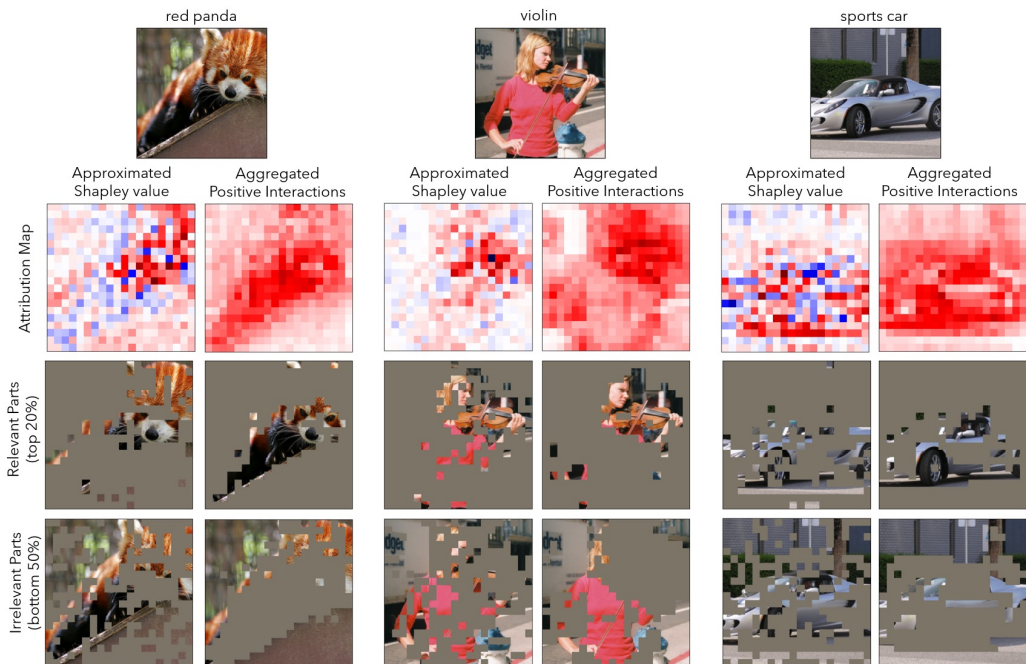 red panda
violin
sports car
Approximated
Shapley value
Aggregated
Positive Interactions
Approximated
Shapley value
Aggregated
Positive Interactions
Approximated
Shapley value
Aggregated
Positive Interactions
Attribution Map
Relevant Parts
(top 20%)
Irrelevant Parts
(bottom 50%)
dget